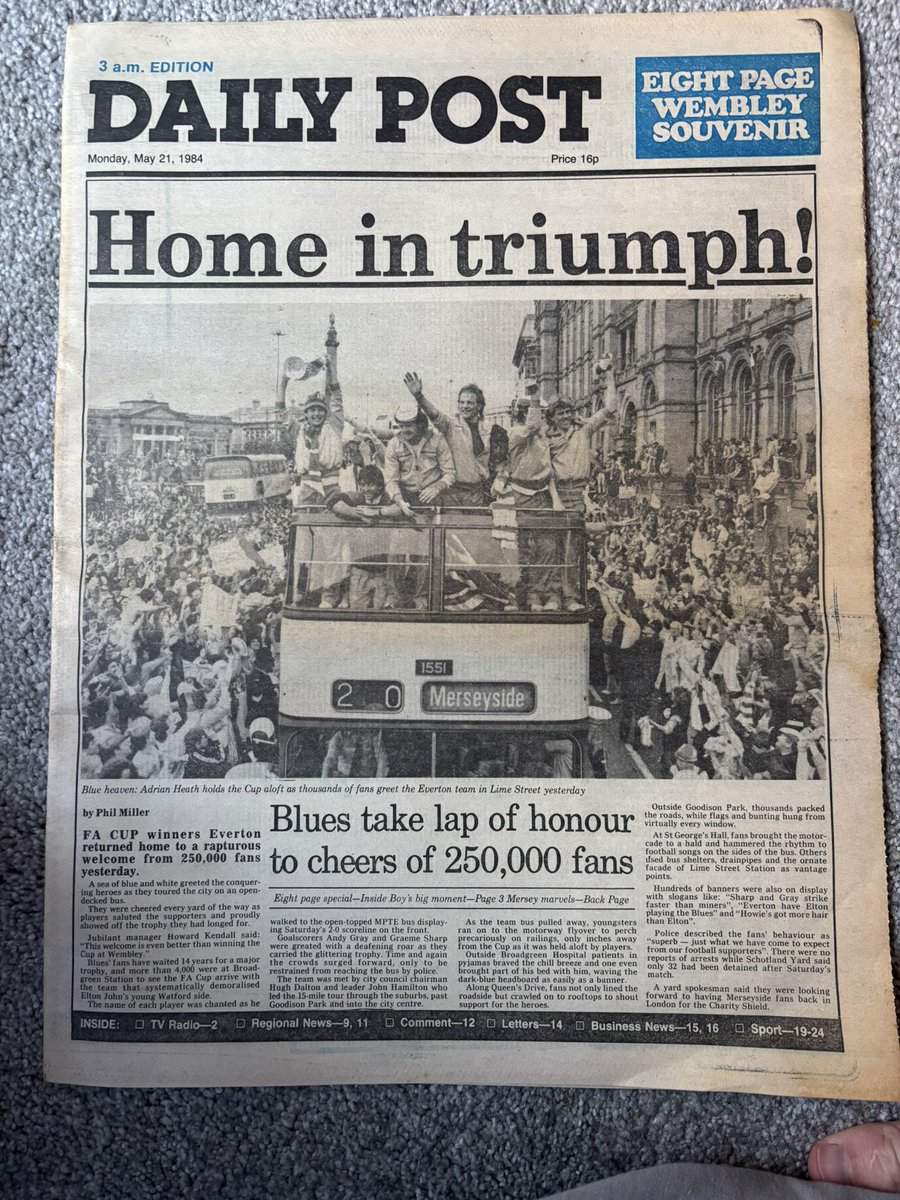 3 a.m. EDITION
DAILY POST
EIGHT PAGE
WEMBLEY
SOUVENIR
Monday, May 21, 1984
Price 16p
Home in triumph!
1551
2 0
Merseyside
Blue heaven: Adrian Heath holds the Cup aloft as thousands of fans greet the Everton team in Lime Street yesterday
by Phil Miller
FA CUP winners Everton
returned home to a rapturous
welcome from 250,000 fans
yesterday.
A sea of blue and white greeted the conquer-
ing heroes as they toured the city on an open-
decked bus.
They were cheered every yard of the way as
players saluted the supporters and proudly
showed off the trophy they had longed for.
Jubilant manager Howard Kendall said:
"This welcome is even better than winning the
Cup at Wembley."
Blues' fans have waited 14 years for a major
trophy, and more than 4,000 were at Broad-
green Station to see the FA Cup arrive with
the team that systematically demoralised
Elton John's young Watford side.
The name of each player was chanted as he
Blues take lap of honour
to cheers of 250,000 fans
Eight page special—Inside Boy's big moment—Page 3 Mersey marvels—Back Page
walked to the open-topped MPTE bus display-
ing Saturday's 2-0 scoreline on the front.
Goalscorers Andy Gray and Graeme Sharp
were greeted with a deafening roar as they
carried the glittering trophy. Time and again
the crowds surged forward, only to be
restrained from reaching the bus by police.
The team was met by city council chairman
Hugh Dalton and leader John Hamilton who
led the 15-mile tour through the suburbs, past
Goodison Park and into the city centre.
As the team bus pulled away, youngsters
ran on to the motorway flyover to perch
precariously on railings, only inches away
from the Cup as it was held aloft by players.
Outside Broadgreen Hospital patients in
pyjamas braved the chill breeze and one even
brought part of his bed with him, waving the
dark-blue headboard as easily as a banner.
Along Queen's Drive, fans not only lined the
roadside but crawled on to rooftops to shout
support for the heroes.
Outside Goodison Park, thousands packed
the roads, while flags and bunting hung from
virtually every window.
At St George's Hall, fans brought the motor-
cade to a hald and hammered the rhythm to
football songs on the sides of the bus. Others
dsed bus shelters, drainpipes and the ornate
facade of Lime Street Station as vantage
points.
Hundreds of banners were also on display
with slogans like: "Sharp and Gray strike
faster than miners", "Everton have Elton
playing the Blues" and "Howie's got more hair
than Elton".
Police described the fans' behaviour as
"superb — just what we have come to expect
from our football supporters". There were no
reports of arrests while Schotland Yard said
only 32 had been detained after Saturday's
match.
A yard spokesman said they were looking
forward to having Merseyside fans back in
London for the Charity Shield.
INSIDE: □ TV Radio—2 □ Regional News—9, 11 □ Comment—12 □ Letters—14 □ Business News—15, 16 □ Sport—19-24